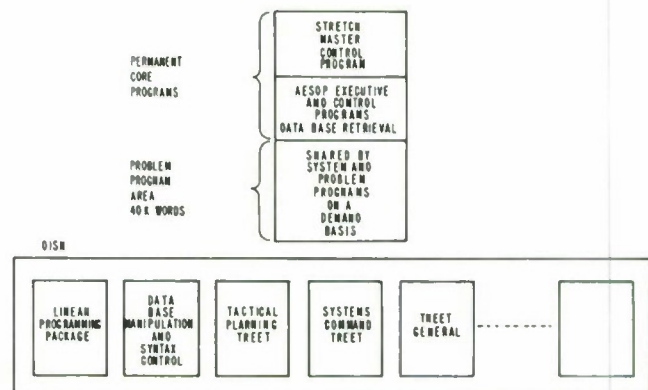 STRETCH
MASTER
CONTROL
PROGRAM
PERMANENT
CORE
PROGRAMS
AESOP EXECUTIVE
AND CONTROL
PROGRAMS
DATA BASE RETRIEVAL
PROBLEM
PROGRAM
AREA
40 K WORDS
SHARED BY
SYSTEM AND
PROBLEM
PROGRAMS
ON A
DEMAND
BASIS
DISK
LINEAR
PROGRAMMING
PACKAGE
DATA
BASE
MANIPULATION
AND
SYNTAX
CONTROL
TACTICAL
PLANNING
TREET
SYSTEMS
COMMAND
TREET
TREET
GENERAL